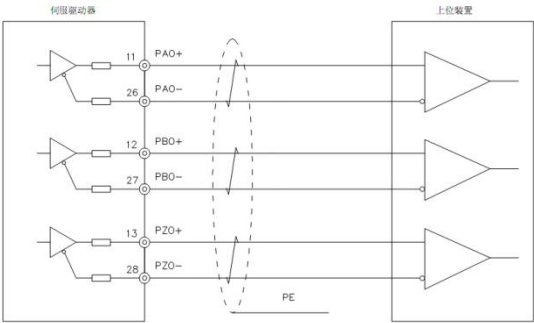 伺服驱动器 上位装置
11 PAO+
26 PAO-
12 PBO+
27 PBO-
13 PZO+
28 PZO-
PE